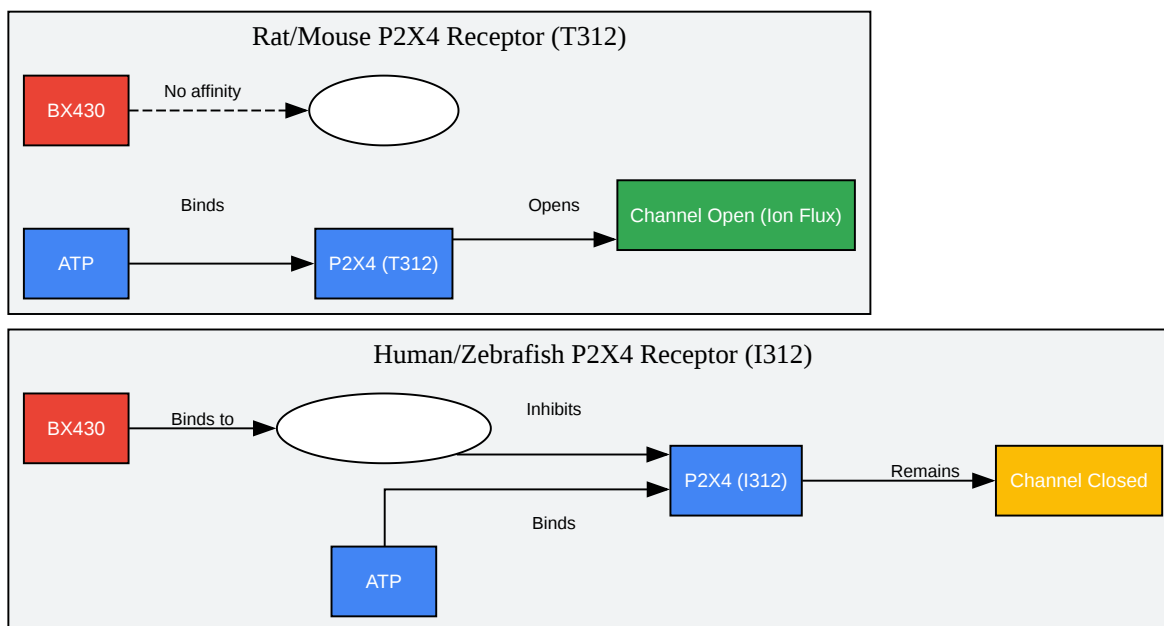 Rat/Mouse P2X4 Receptor (T312)
BX430
No affinity
Binds
Opens
Channel Open (Ion Flux)
ATP
P2X4 (T312)
Human/Zebrafish P2X4 Receptor (I312)
BX430
Binds to
Inhibits
P2X4 (I312)
Remains
Channel Closed
Binds
ATP